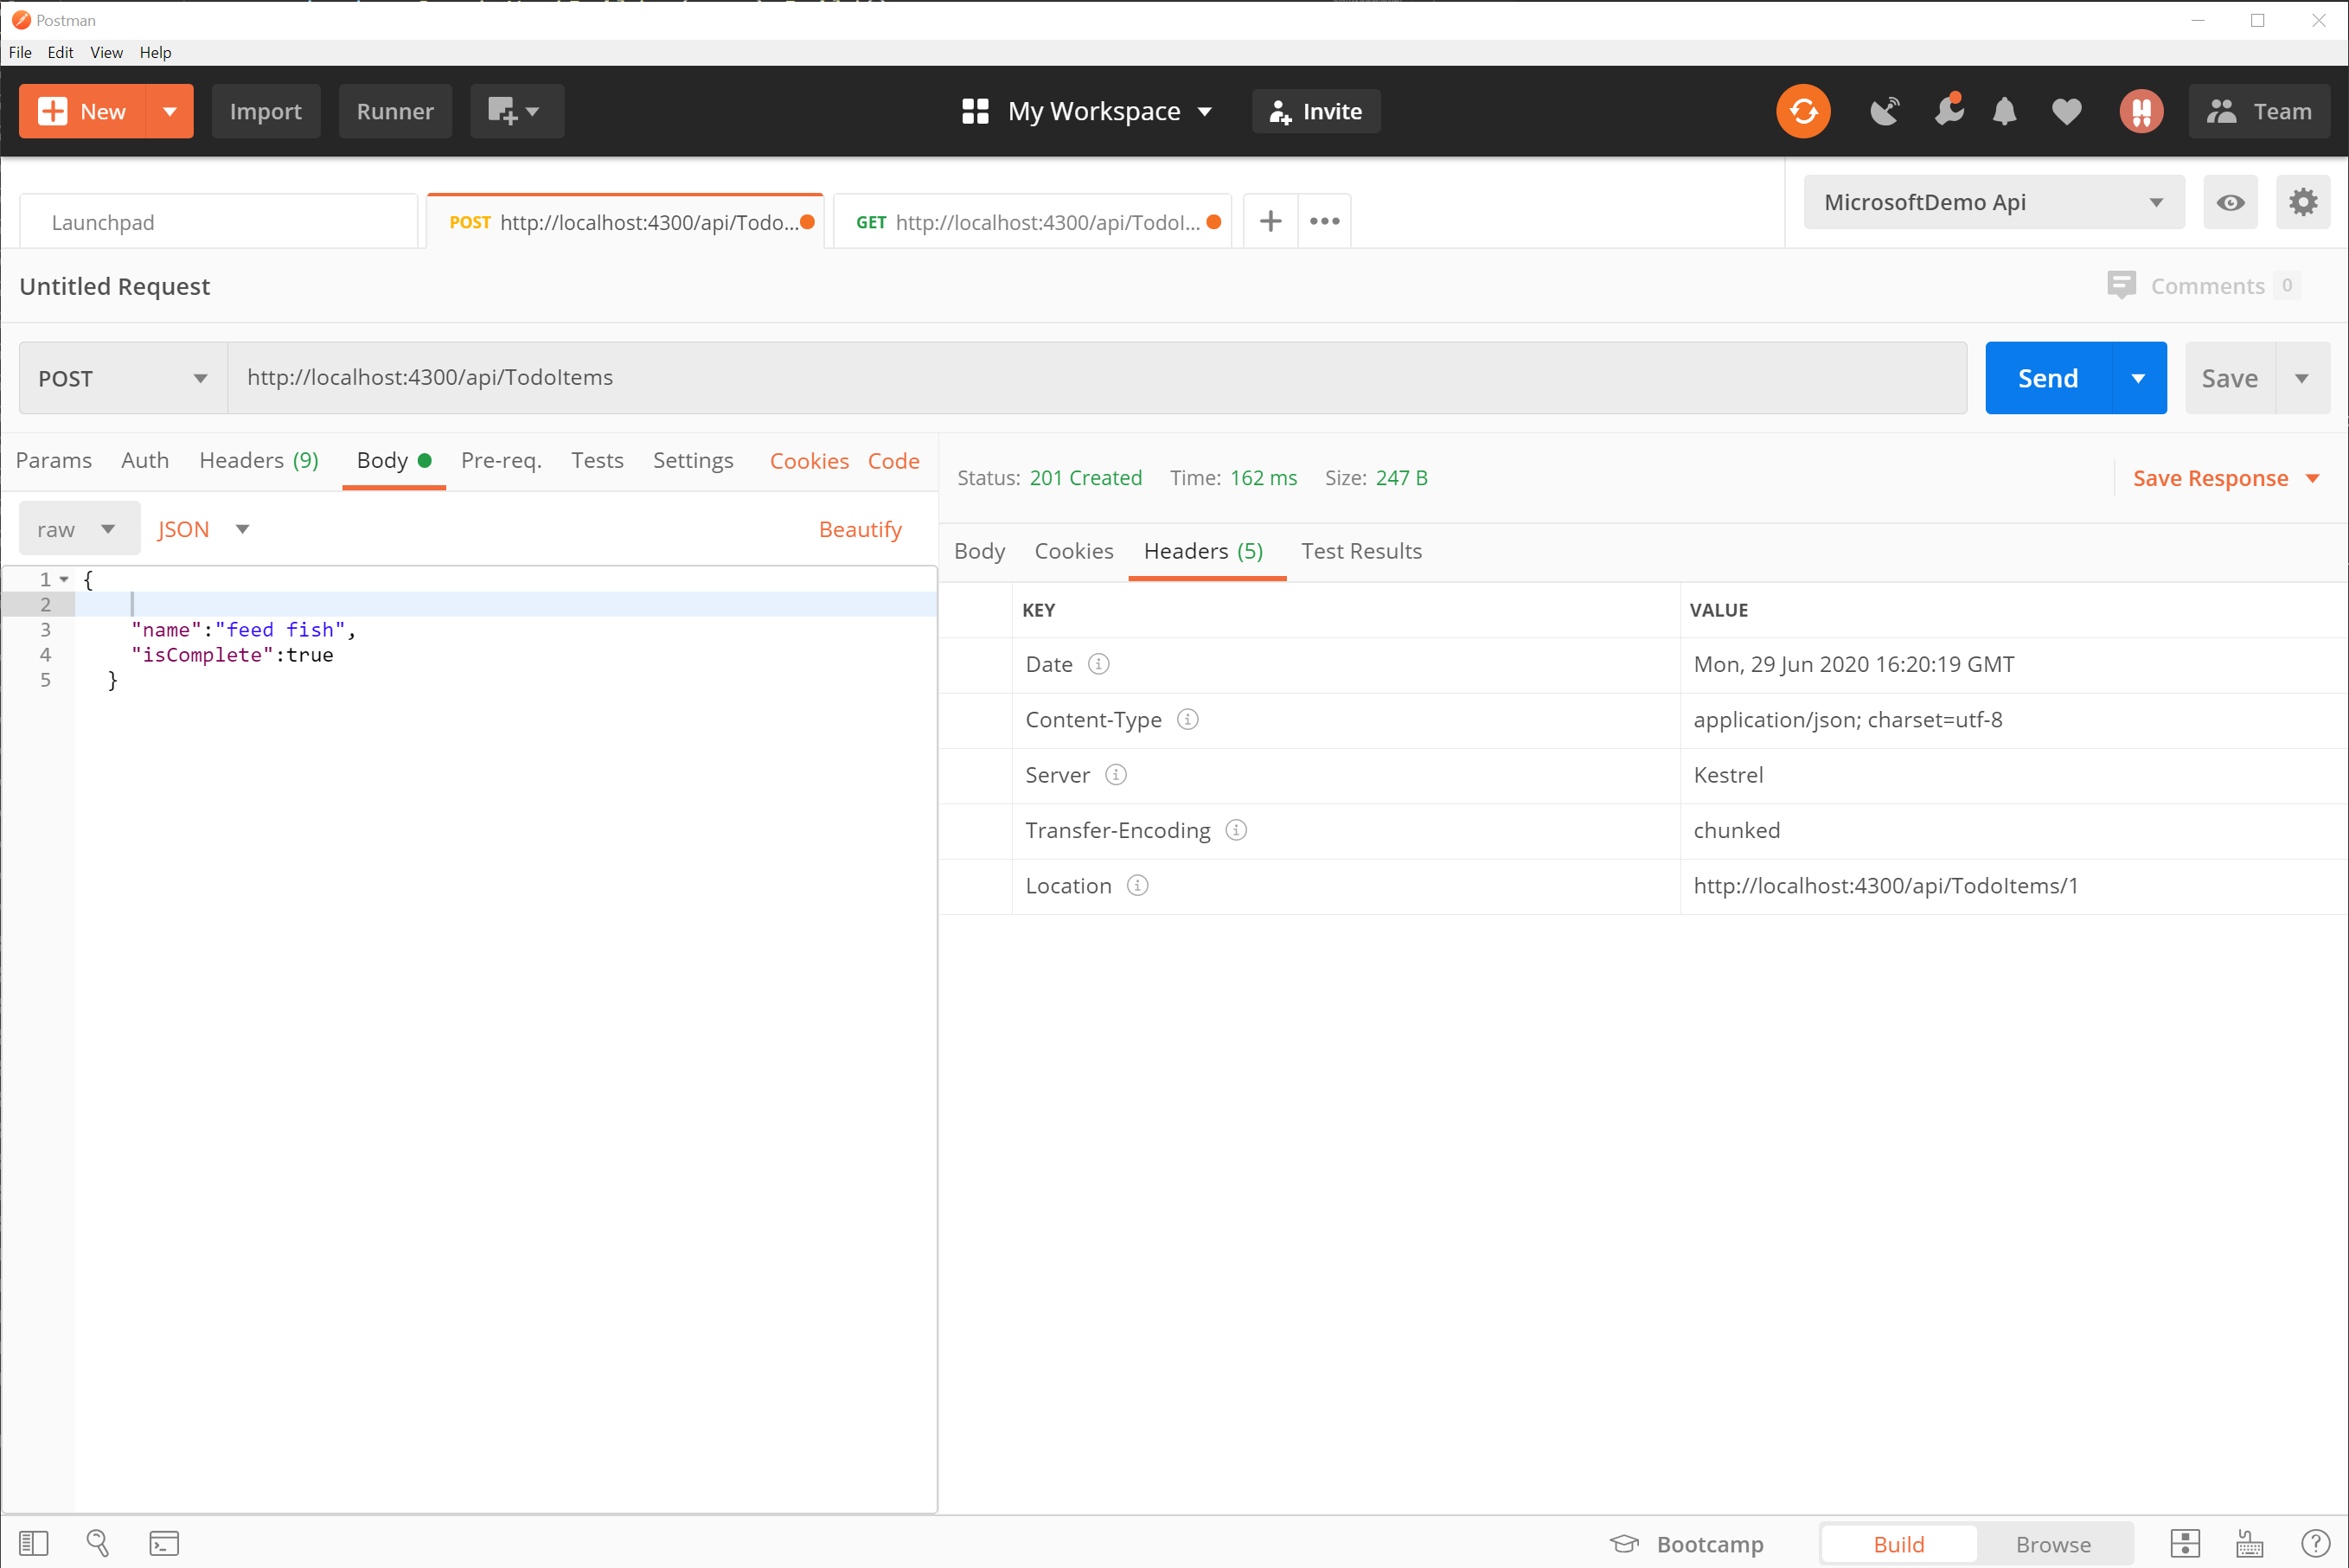 Postman
File Edit View Help
New Import Runner My Workspace Invite Team
Launchpad POST http://localhost:4300/api/Todo... GET http://localhost:4300/api/TodoI... MicrosoftDemo Api
Untitled Request Comments 0
POST http://localhost:4300/api/TodoItems Send Save
Params Auth Headers (9) Body Pre-req. Tests Settings Cookies Code
raw JSON Beautify
1 {
2
3 "name":"feed fish",
4 "isComplete":true
5 }
Status: 201 Created Time: 162 ms Size: 247 B Save Response
Body Cookies Headers (5) Test Results
KEY VALUE
Date Mon, 29 Jun 2020 16:20:19 GMT
Content-Type application/json; charset=utf-8
Server Kestrel
Transfer-Encoding chunked
Location http://localhost:4300/api/TodoItems/1
Bootcamp Build Browse